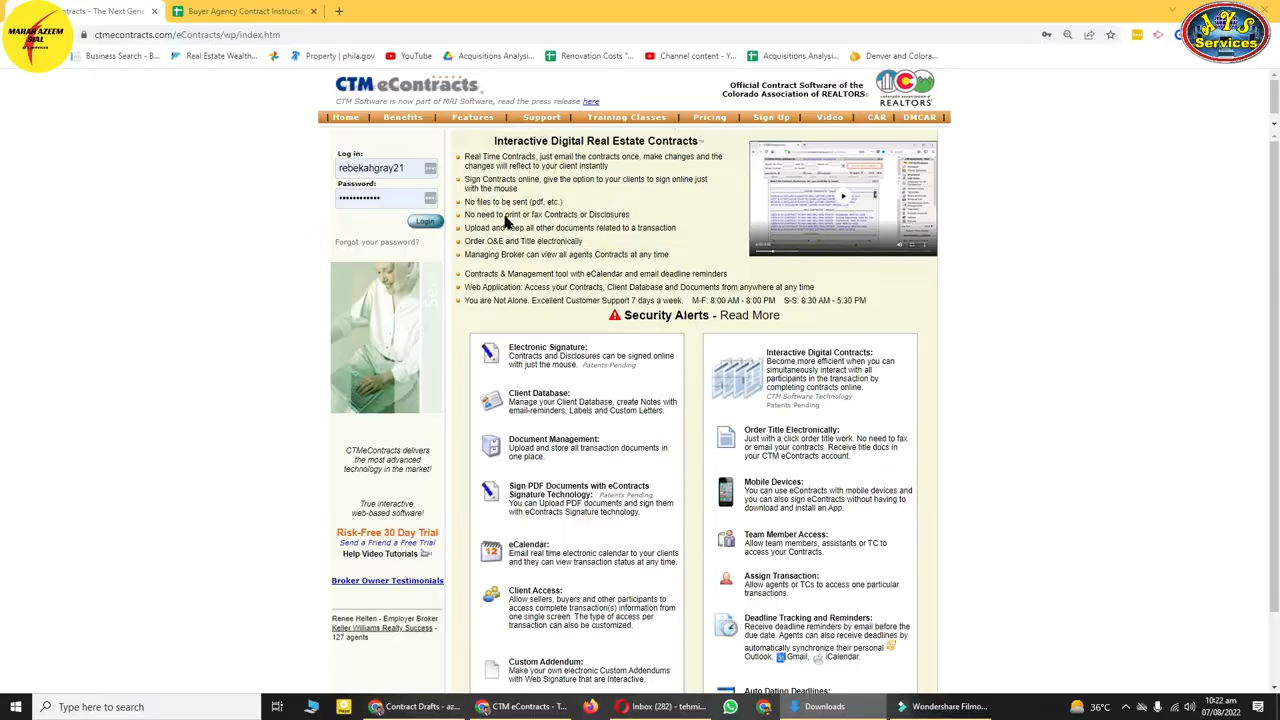 MAHAR AZEEM
SIAL
AYS
Services
The Next Generat
Buyer Agency Contract Instruction
ctmecontracts.com/eContracts/wp/index.htm
Business Search - B...
Real Estate Wealth...
Property | phila.gov
YouTube
Acquisitions Analysi...
Renovation Costs "...
Channel content - Y...
Acquisitions Analysi...
Denver and Colora...
CTMeContracts
CTM Software is now part of MRI Software, read the press release here
Official Contract Software of the
Colorado Association of REALTORS®
COLORADO
ASSOCIATION OF
REALTORS®
Home | Benefits | Features | Support | Training Classes | Pricing | Sign Up | Video | CAR | DMCAR
Log in:
rebekahgray21
Password:
••••••••••••
Login
Forgot your password?
Interactive Digital Real Estate Contracts™
Real Time Contracts, just email the contracts once, make changes and the
changes will reflect to your client instantly
Sign Contracts online, give the option to your clients to sign online just
with the mouse
No files to be sent (pdf, etc.)
No need to print or fax Contracts or Disclosures
Upload and keep all other documents related to a transaction
Order O&E and Title electronically
Managing Broker can view all agents Contracts at any time
Contracts & Management tool with eCalendar and email deadline reminders
Web Application: Access your Contracts, Client Database and Documents from anywhere at any time
You are Not Alone. Excellent Customer Support 7 days a week. M-F: 8:00 AM - 8:00 PM S-S: 8:30 AM - 5:30 PM
Security Alerts - Read More
Electronic Signature:
Contracts and Disclosures can be signed online
with just the mouse. Patents Pending
Client Database:
Manage your Client Database, create Notes with
email-reminders, Labels and Custom Letters.
Document Management:
Upload and store all transaction documents in
one place.
Sign PDF Documents with eContracts
Signature Technology: Patents Pending
You can Upload PDF documents and sign them
with eContracts Signature technology.
eCalendar:
Email real time electronic calendar to your clients
and they can view transaction status at any time.
12
Client Access:
Allow sellers, buyers and other participants to
access complete transaction(s) information from
one single screen. The type of access per
transaction can also be customized.
Custom Addendum:
Make your own electronic Custom Addendums
with Web Signature that are Interactive.
Interactive Digital Contracts:
Become more efficient when you can
simultaneously interact with all
participants in the transaction by
completing contracts online.
CTM Software Technology
Patents Pending
Order Title Electronically:
Just with a click order title work. No need to fax
or email your contracts. Receive title docs in
your CTM eContracts account.
Mobile Devices:
You can use eContracts with mobile devices and
you can also sign eContracts without having to
download and install an App.
Team Member Access:
Allow team members, assistants or TC to
access your Contracts.
Assign Transaction:
Allow agents or TCs to access one particular
transactions.
Deadline Tracking and Reminders:
Receive deadline reminders by email before the
due date. Agents can also receive deadlines by
automatically synchronize their personal
Outlook, Gmail, iCalendar.
Auto Dating Deadlines:
CTMeContracts delivers
the most advanced
technology in the market!
True interactive,
web-based software!
Risk-Free 30 Day Trial
Send a Friend a Free Trial
Help Video Tutorials
Broker Owner Testimonials
Renee Helten - Employer Broker
Keller Williams Realty Success -
127 agents
Type here to search
Contract Drafts - az...
CTM eContracts - T...
Inbox (282) - tehmi...
Downloads
Wondershare Filmo...
36°C
10:22 pm
07/08/2022